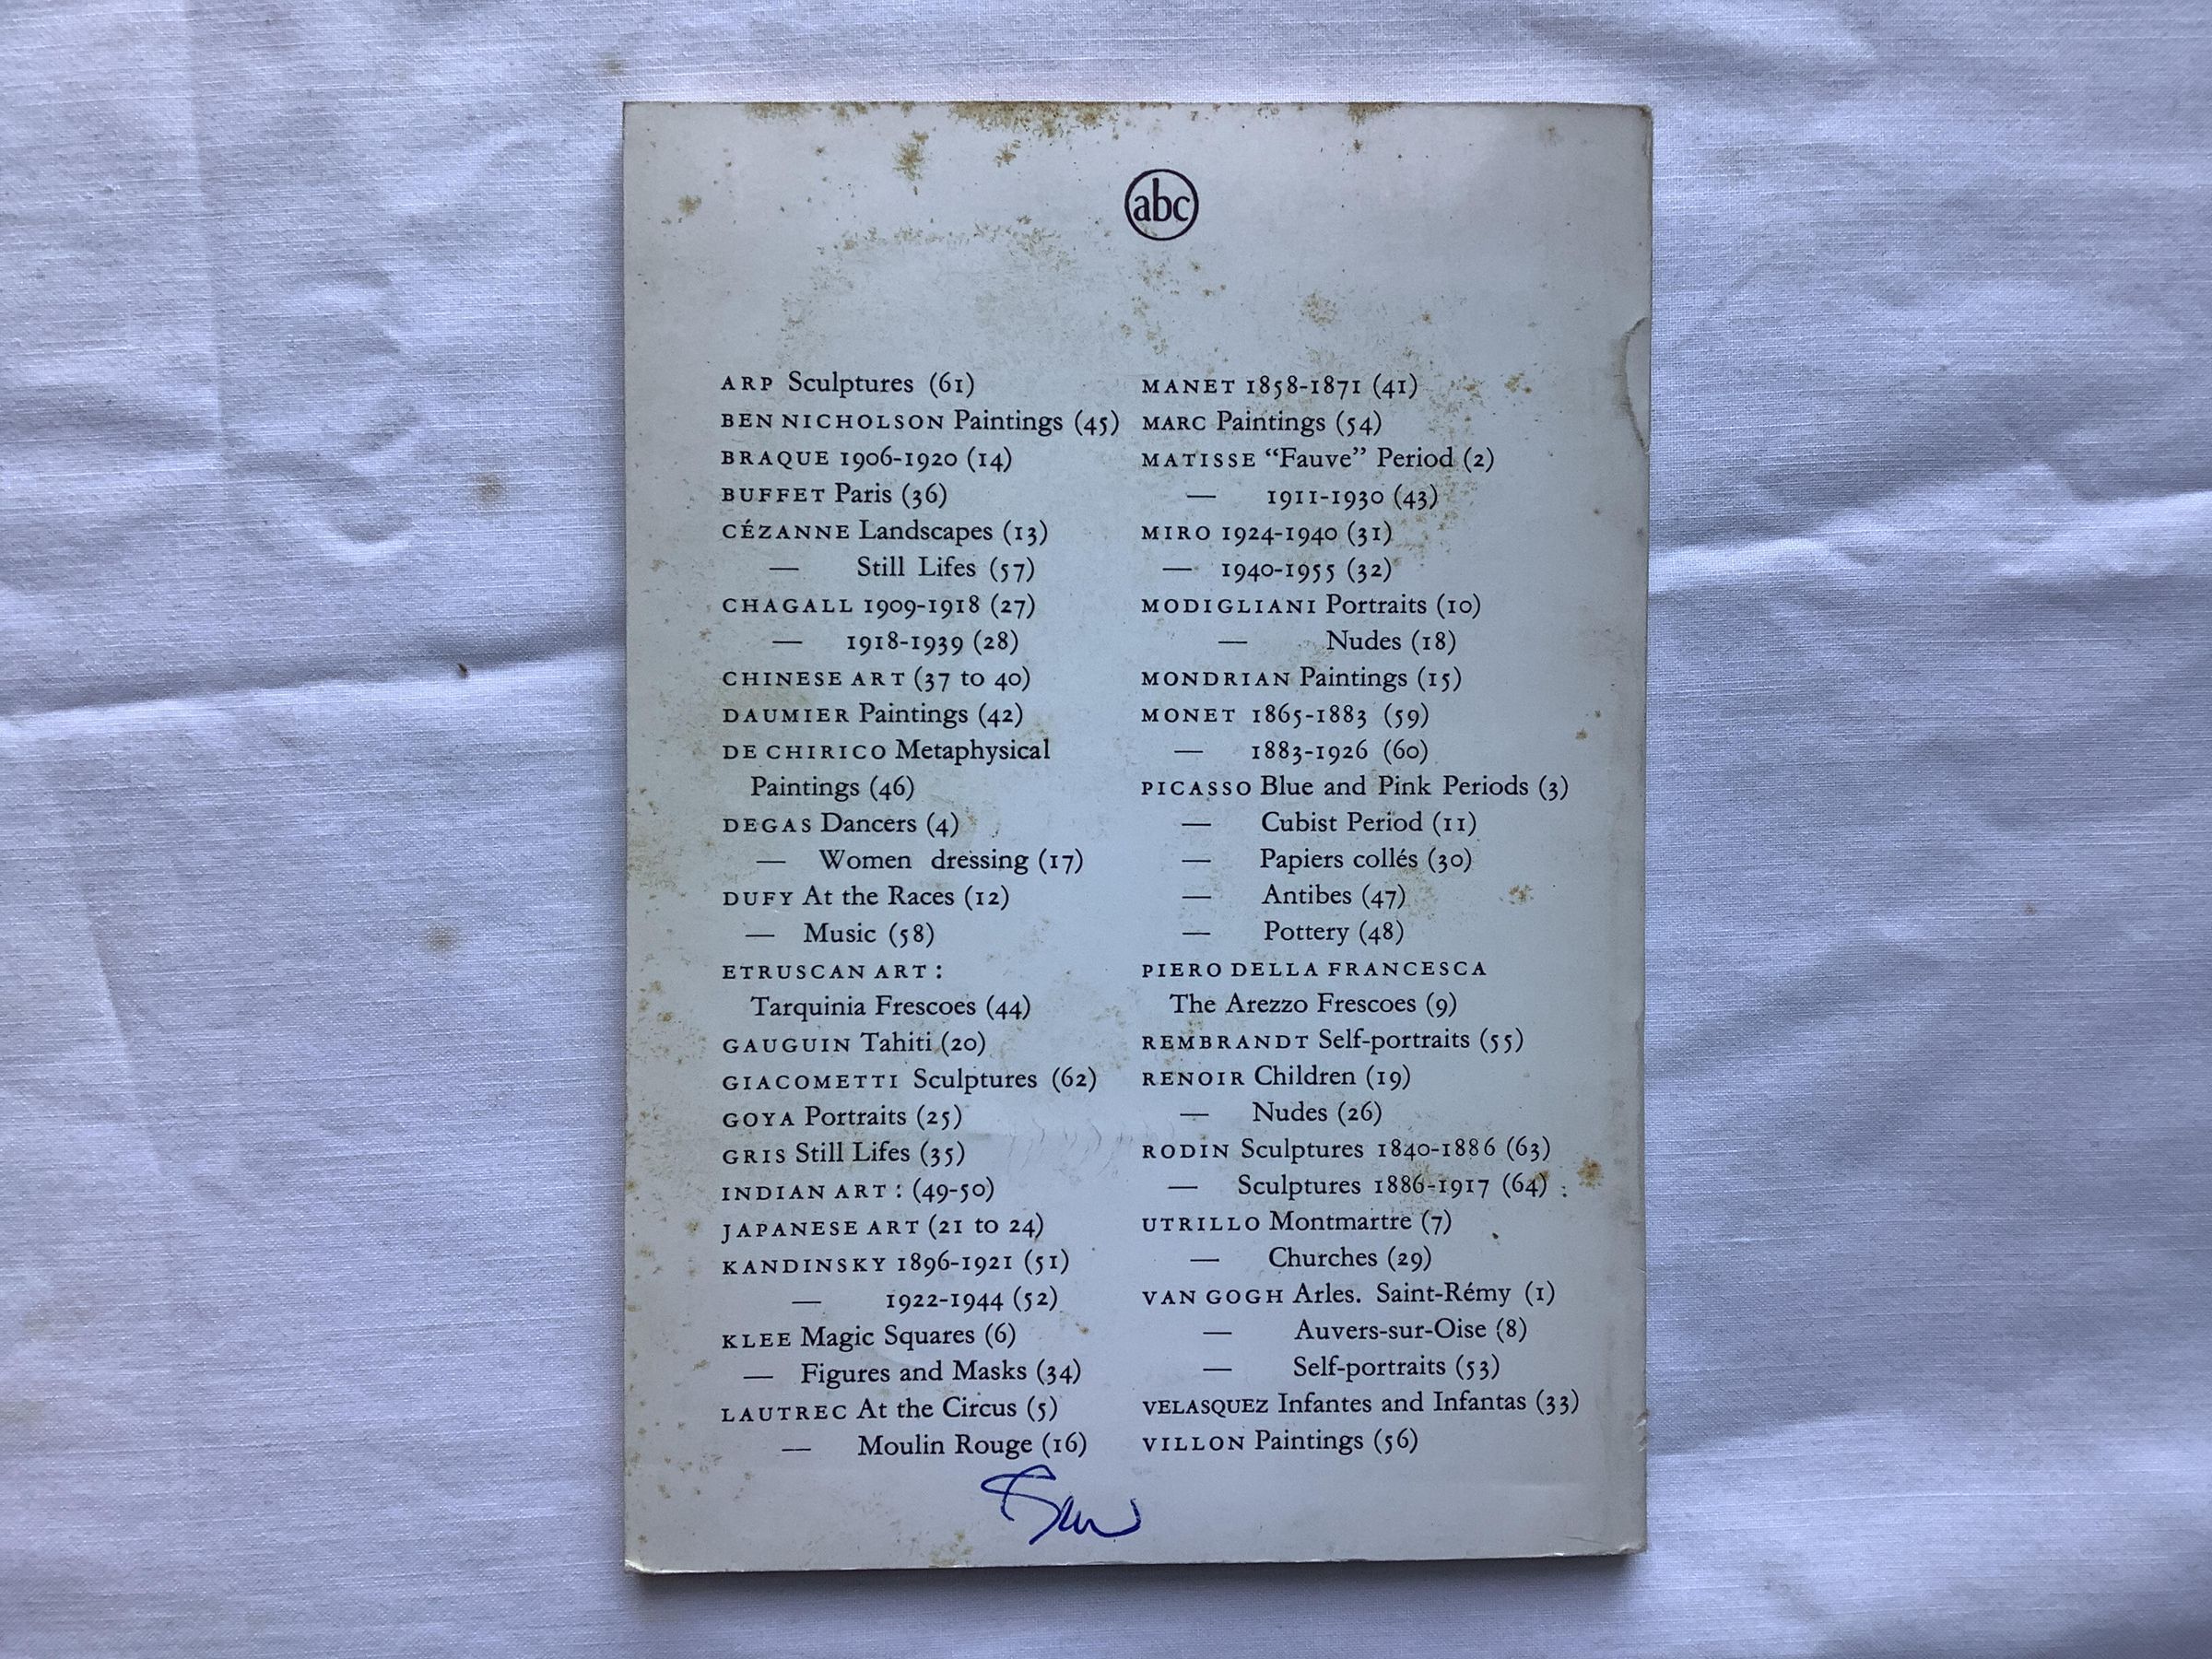 abc
ARP Sculptures (61)
BEN NICHOLSON Paintings (45)
BRAQUE 1906-1920 (14)
BUFFET Paris (36)
CÉZANNE Landscapes (13)
— Still Lifes (57)
CHAGALL 1909-1918 (27)
— 1918-1939 (28)
CHINESE ART (37 to 40)
DAUMIER Paintings (42)
DE CHIRICO Metaphysical
Paintings (46)
DEGAS Dancers (4)
— Women dressing (17)
DUFY At the Races (12)
— Music (58)
ETRUSCAN ART :
Tarquinia Frescoes (44)
GAUGUIN Tahiti (20)
GIACOMETTI Sculptures (62)
GOYA Portraits (25)
GRIS Still Lifes (35)
INDIAN ART : (49-50)
JAPANESE ART (21 to 24)
KANDINSKY 1896-1921 (51)
— 1922-1944 (52)
KLEE Magic Squares (6)
— Figures and Masks (34)
LAUTREC At the Circus (5)
— Moulin Rouge (16)
MANET 1858-1871 (41)
MARC Paintings (54)
MATISSE “Fauve” Period (2)
— 1911-1930 (43)
MIRO 1924-1940 (31)
— 1940-1955 (32)
MODIGLIANI Portraits (10)
— Nudes (18)
MONDRIAN Paintings (15)
MONET 1865-1883 (59)
— 1883-1926 (60)
PICASSO Blue and Pink Periods (3)
— Cubist Period (11)
— Papiers collés (30)
— Antibes (47)
— Pottery (48)
PIERO DELLA FRANCESCA
The Arezzo Frescoes (9)
REMBRANDT Self-portraits (55)
RENOIR Children (19)
— Nudes (26)
RODIN Sculptures 1840-1886 (63)
— Sculptures 1886-1917 (64)
UTRILLO Montmartre (7)
— Churches (29)
VAN GOGH Arles. Saint-Rémy (1)
— Auvers-sur-Oise (8)
— Self-portraits (53)
VELASQUEZ Infantes and Infantas (33)
VILLON Paintings (56)